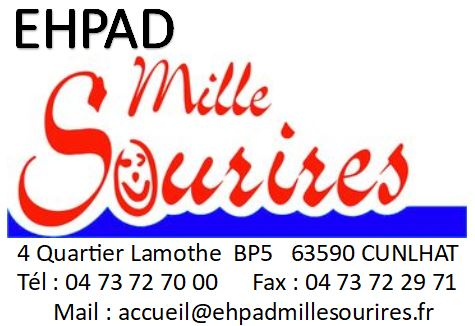 EHPAD
Mille
Sourires
4 Quartier Lamothe BP5 63590 CUNLHAT
Tél : 04 73 72 70 00 Fax : 04 73 72 29 71
Mail : accueil@ehpadmillesourires.fr